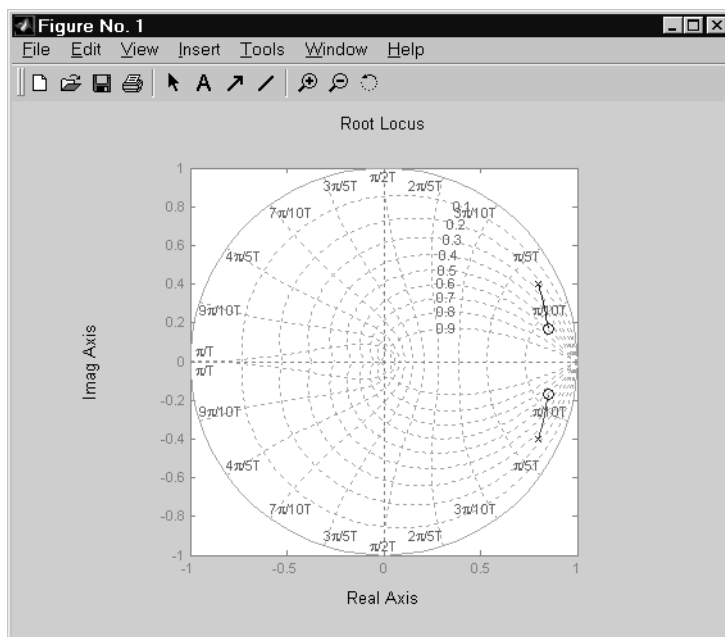 Figure No. 1
File Edit View Insert Tools Window Help
A
Root Locus
1
0.8
0.6
0.4
0.2
0
-0.2
-0.4
-0.6
-0.8
-1
-1
-0.5
0
0.5
1
Imag Axis
Real Axis
π/2T
3π/5T
2π/5T
7π/10T
3π/10T
4π/5T
π/5T
9π/10T
π/10T
π/T
π/T
9π/10T
π/10T
4π/5T
π/5T
7π/10T
3π/10T
3π/5T
2π/5T
π/2T
0.1
0.2
0.3
0.4
0.5
0.6
0.7
0.8
0.9